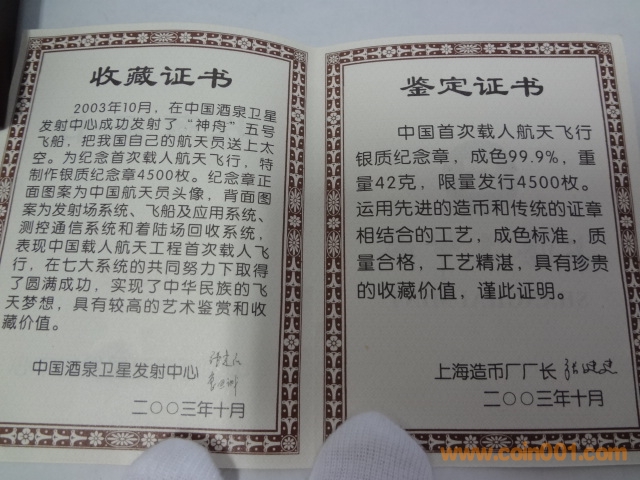 收藏证书
2003年10月，在中国酒泉卫星
发射中心成功发射了“神舟”五号
飞船，把我国自己的航天员送上太
空。为纪念首次载人航天飞行，特
制作银质纪念章4500枚。纪念章正
面图案为中国航天员头像，背面图
案为发射场系统、飞船及应用系统、
测控通信系统和着陆场回收系统，
表现中国载人航天工程首次载人飞
行，在七大系统的共同努力下取得
了圆满成功，实现了中华民族的飞
天梦想，具有较高的艺术鉴赏和收
藏价值。
中国酒泉卫星发射中心
二〇〇三年十月
鉴定证书
中国首次载人航天飞行
银质纪念章，成色99.9%，重
量42克，限量发行4500枚。
运用先进的造币和传统的证章
相结合的工艺，成色标准，质
量合格，工艺精湛，具有珍贵
的收藏价值，谨此证明。
上海造币厂厂长
二〇〇三年十月
www.coin001.com